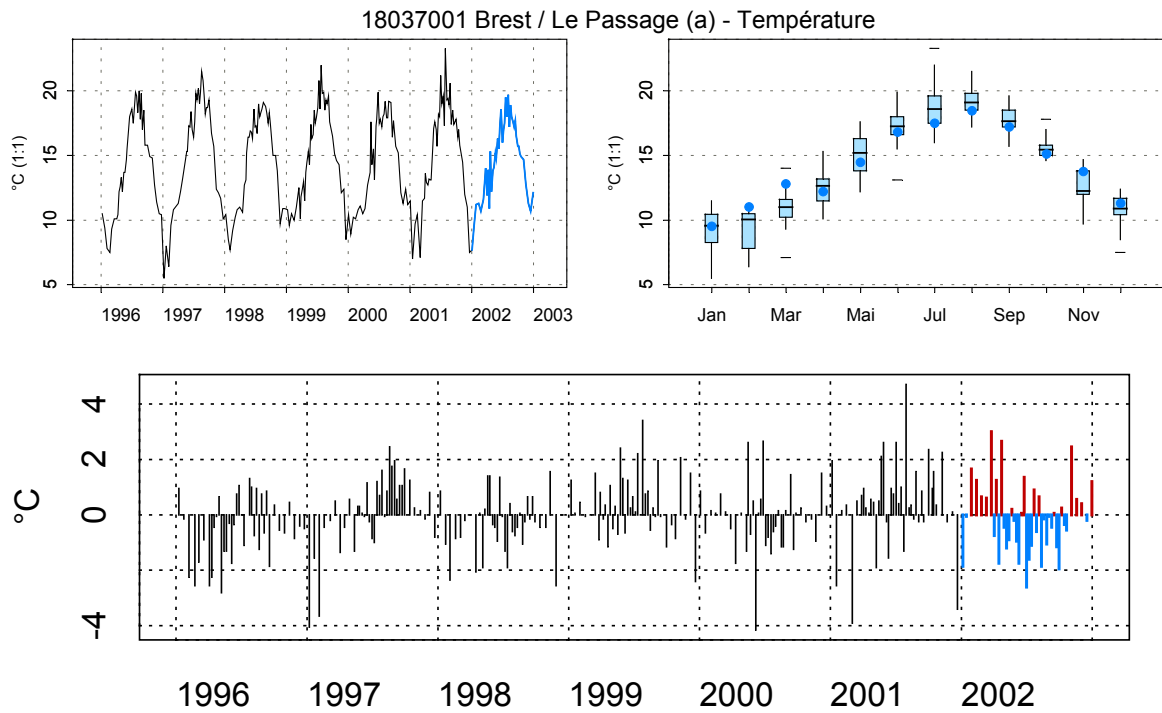 18037001 Brest / Le Passage (a) - Température
°C (1:1)
20
15
10
5
1996 1997 1998 1999 2000 2001 2002 2003
°C (1:1)
20
15
10
5
Jan Mar Mai Jul Sep Nov
°C
4
2
0
-4
1996 1997 1998 1999 2000 2001 2002